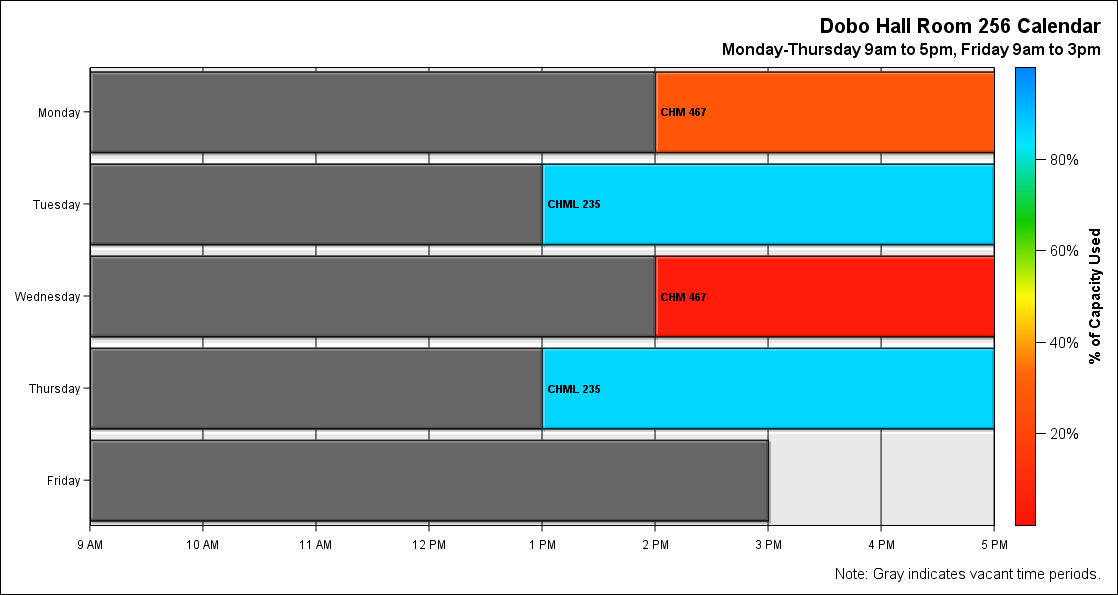 Dobo Hall Room 256 Calendar
Monday-Thursday 9am to 5pm, Friday 9am to 3pm
Monday
CHM 467
Tuesday
CHML 235
Wednesday
CHM 467
Thursday
CHML 235
Friday
9 AM 10 AM 11 AM 12 PM 1 PM 2 PM 3 PM 4 PM 5 PM
80%
60%
40%
20%
% of Capacity Used
Note: Gray indicates vacant time periods.